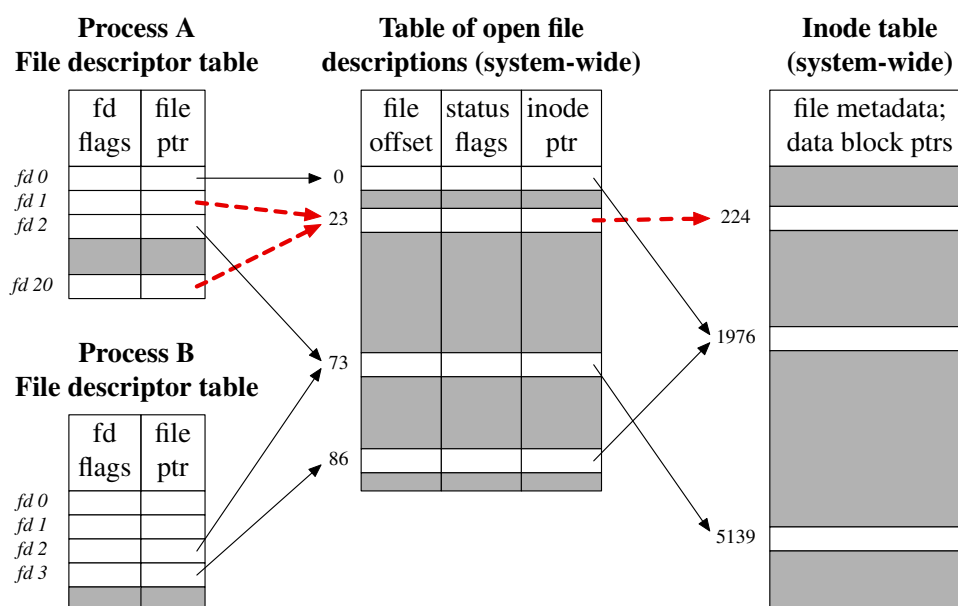 Process A
File descriptor table
fd flags
file ptr
fd 0
fd 1
fd 2
fd 20
Process B
File descriptor table
fd flags
file ptr
fd 0
fd 1
fd 2
fd 3
Table of open file
descriptions (system-wide)
file offset
status flags
inode ptr
0
23
73
86
Inode table
(system-wide)
file metadata;
data block ptrs
224
1976
5139